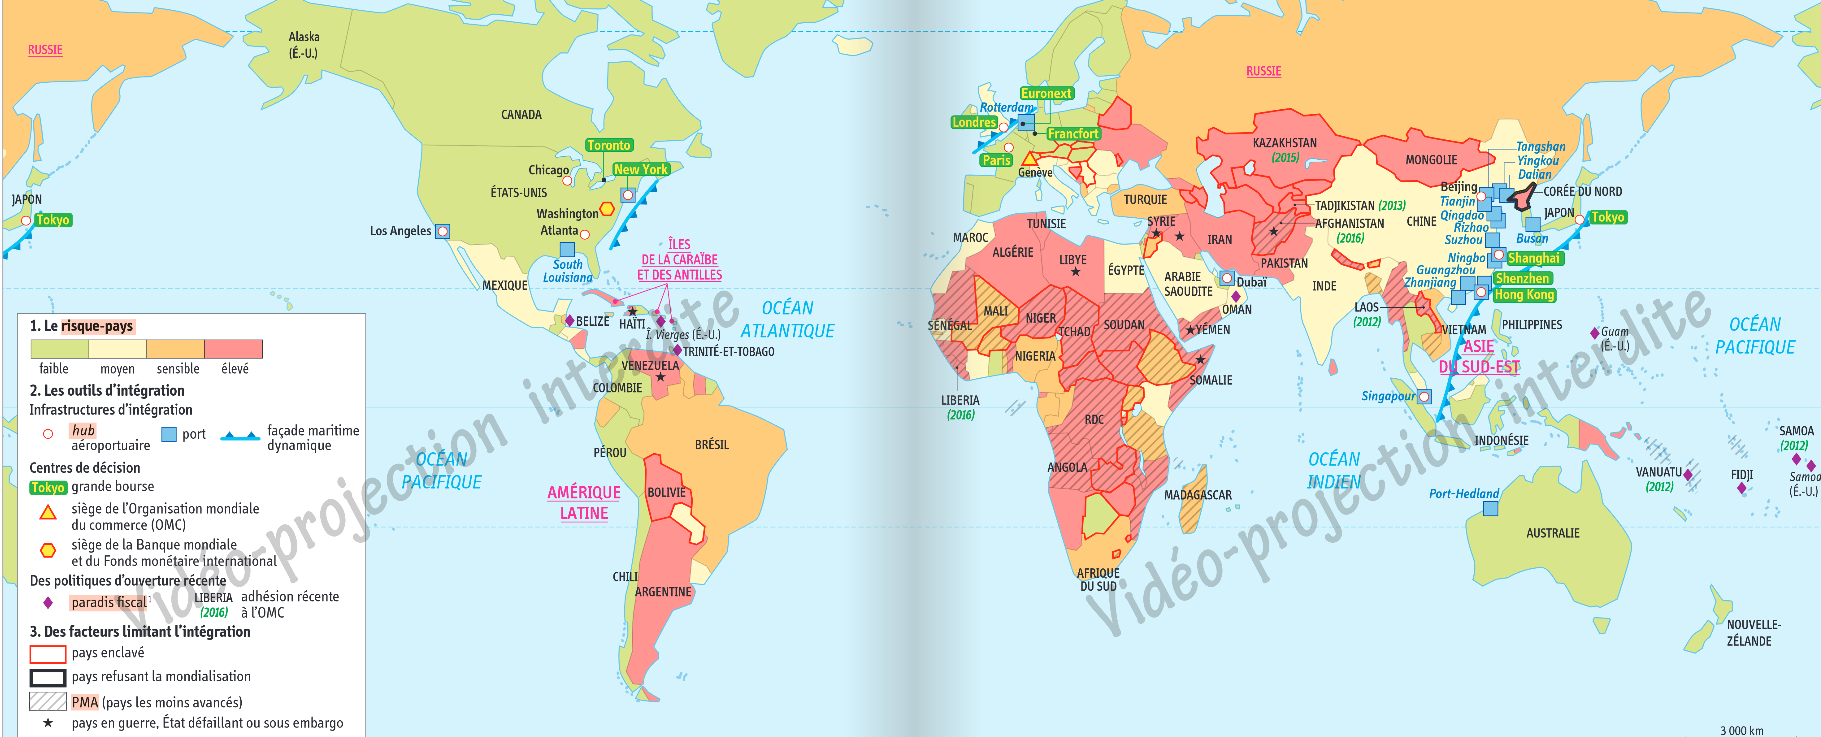 RUSSIE
Alaska
(É.-U.)
CANADA
Toronto
Chicago
New York
ÉTATS-UNIS
Washington
Atlanta
Los Angeles
South
Louisiana
JAPON
Tokyo
ÎLES
DE LA CARAÏBE
ET DES ANTILLES
MEXIQUE
BELIZE
HAÏTI
Î. Vierges (É.-U.)
TRINITÉ-ET-TOBAGO
VENEZUELA
COLOMBIE
OCÉAN
ATLANTIQUE
PÉROU
BRÉSIL
OCÉAN
PACIFIQUE
AMÉRIQUE
LATINE
BOLIVIE
CHILI
ARGENTINE
1. Le risque-pays
faible
moyen
sensible
élevé
2. Les outils d'intégration
Infrastructures d'intégration
hub
aéroportuaire
port
façade maritime
dynamique
Centres de décision
Tokyo
grande bourse
siège de l'Organisation mondiale
du commerce (OMC)
siège de la Banque mondiale
et du Fonds monétaire international
Des politiques d'ouverture récente
paradis fiscal
LIBERIA
(2016)
adhésion récente
à l'OMC
3. Des facteurs limitant l'intégration
pays enclavé
pays refusant la mondialisation
PMA (pays les moins avancés)
pays en guerre, État défaillant ou sous embargo
Vidéo-projection interdite
RUSSIE
Euronext
Rotterdam
Londres
Francfort
Paris
Genève
KAZAKHSTAN
(2015)
MONGOLIE
Tangshan
Yingkou
Dalian
Beijing
CORÉE DU NORD
Tianjin
Qingdao
Rizhao
Suzhou
JAPON
Tokyo
Busan
Ningbo
Shanghai
Guangzhou
Shenzhen
Zhanjiang
Hong Kong
CHINE
TURQUIE
TADJIKISTAN (2013)
AFGHANISTAN
(2016)
SYRIE
IRAN
PAKISTAN
TUNISIE
MAROC
ALGÉRIE
LIBYE
ÉGYPTE
ARABIE
SAOUDITE
Dubaï
OMAN
INDE
LAOS
(2012)
VIETNAM
PHILIPPINES
Guam
(É.-U.)
OCÉAN
PACIFIQUE
ASIE
DU SUD-EST
MALI
SÉNÉGAL
NIGER
TCHAD
SOUDAN
YÉMEN
NIGERIA
SOMALIE
LIBERIA
(2016)
RDC
Singapour
INDONÉSIE
ANGOLA
MADAGASCAR
OCÉAN
INDIEN
SAMOA
(2012)
VANUATU
(2012)
FIDJI
Samoa
(É.-U.)
Port-Hedland
AUSTRALIE
AFRIQUE
DU SUD
NOUVELLE-
ZÉLANDE
Vidéo-projection interdite
3 000 km